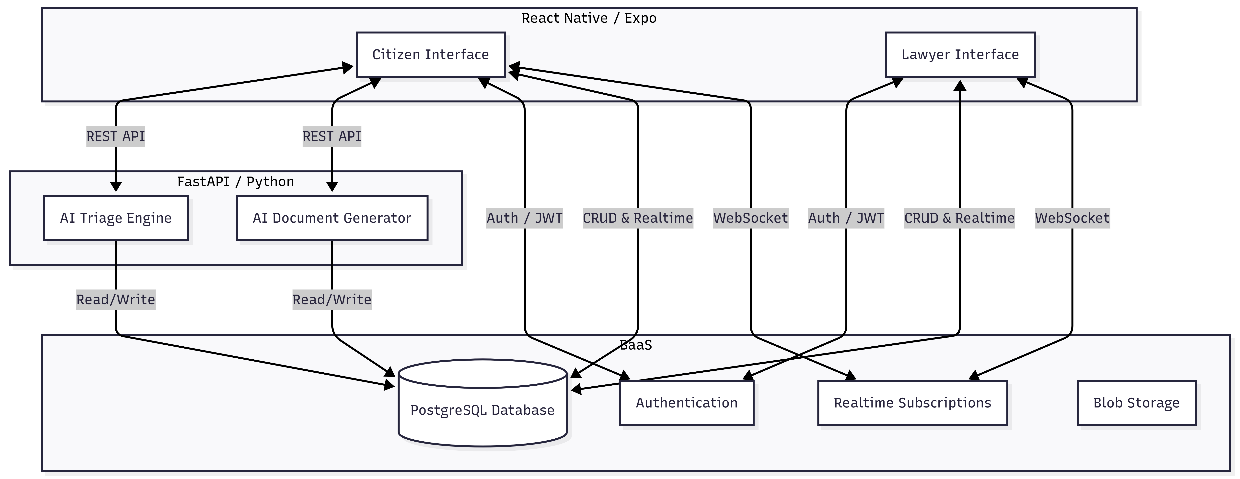 React Native / Expo
Citizen Interface
Lawyer Interface
REST API
REST API
FastAPI / Python
AI Triage Engine
AI Document Generator
Auth / JWT
CRUD & Realtime
WebSocket
Auth / JWT
CRUD & Realtime
WebSocket
Read/Write
Read/Write
BaaS
PostgreSQL Database
Authentication
Realtime Subscriptions
Blob Storage